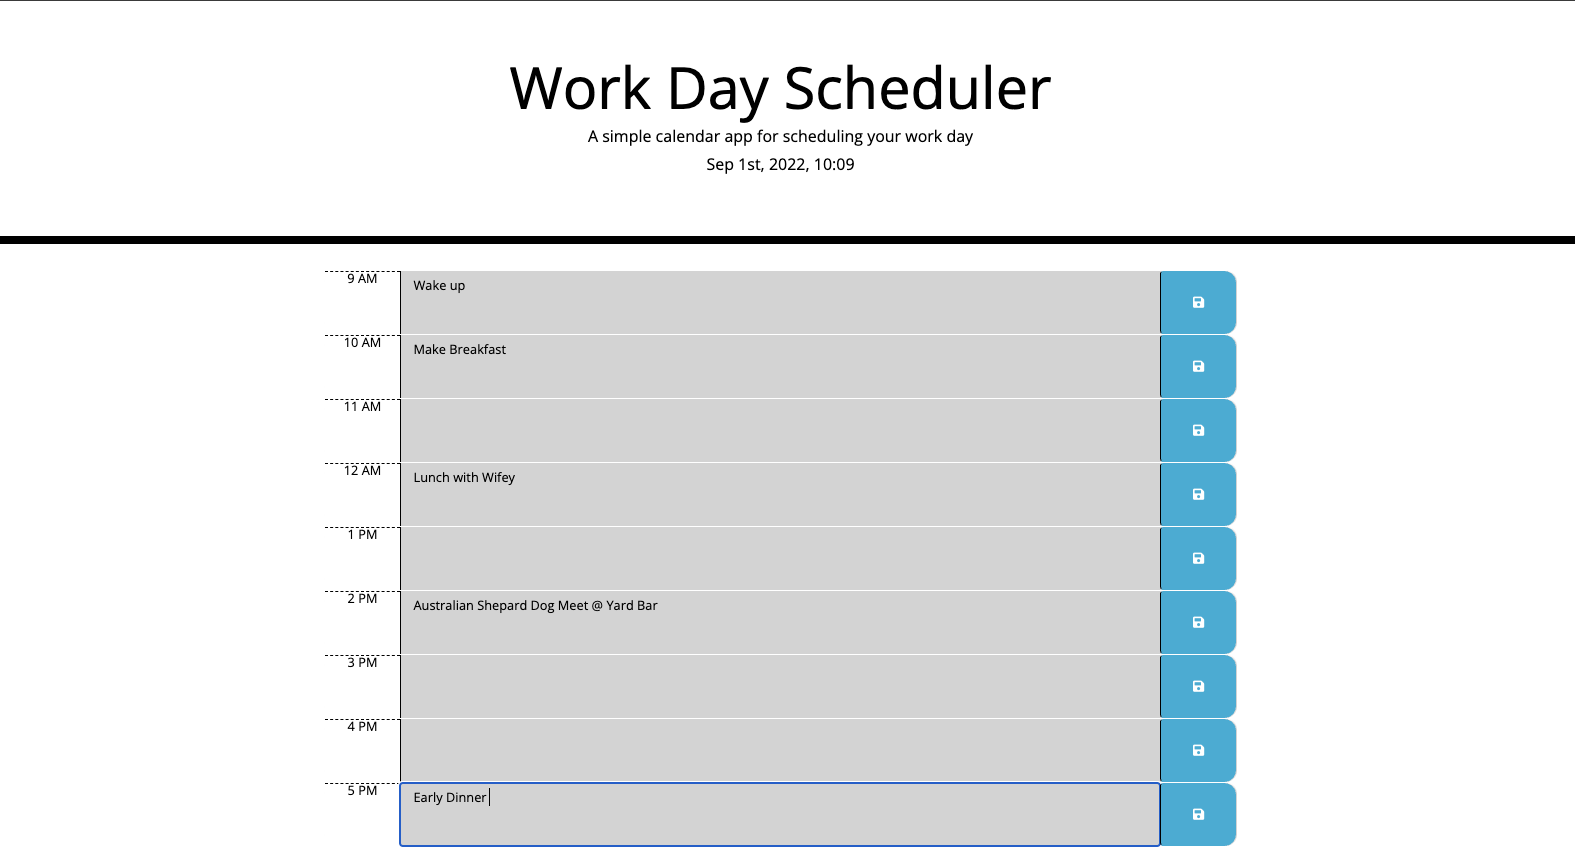 Work Day Scheduler
A simple calendar app for scheduling your work day
Sep 1st, 2022, 10:09
9 AM Wake up
10 AM Make Breakfast
11 AM
12 AM Lunch with Wifey
1 PM
2 PM Australian Shepard Dog Meet @ Yard Bar
3 PM
4 PM
5 PM Early Dinner